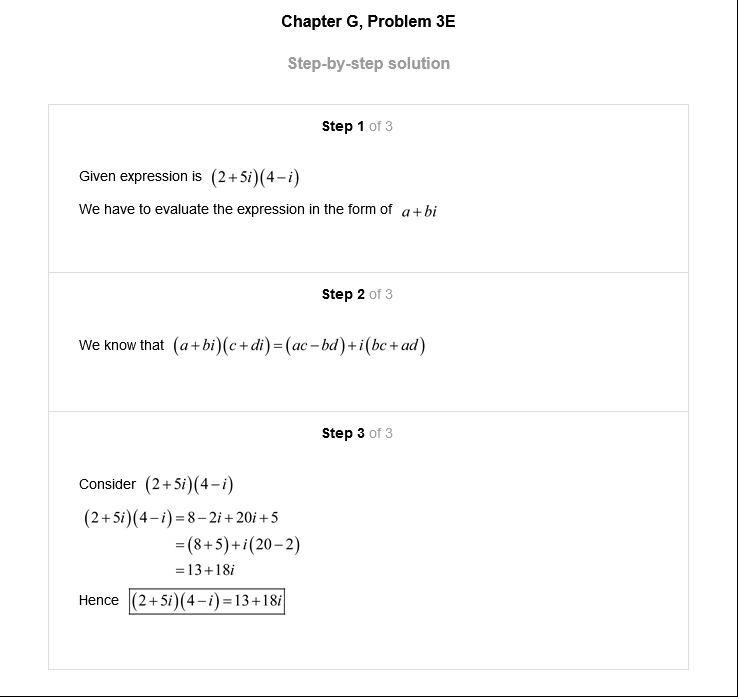 Chapter G, Problem 3E
Step-by-step solution
Step 1 of 3
Given expression is (2+5i)(4−i)
We have to evaluate the expression in the form of a+bi
Step 2 of 3
We know that (a+bi)(c+di)=(ac−bd)+i(bc+ad)
Step 3 of 3
Consider (2+5i)(4−i)
(2+5i)(4−i)=8−2i+20i+5
=(8+5)+i(20−2)
=13+18i
Hence (2+5i)(4−i)=13+18i